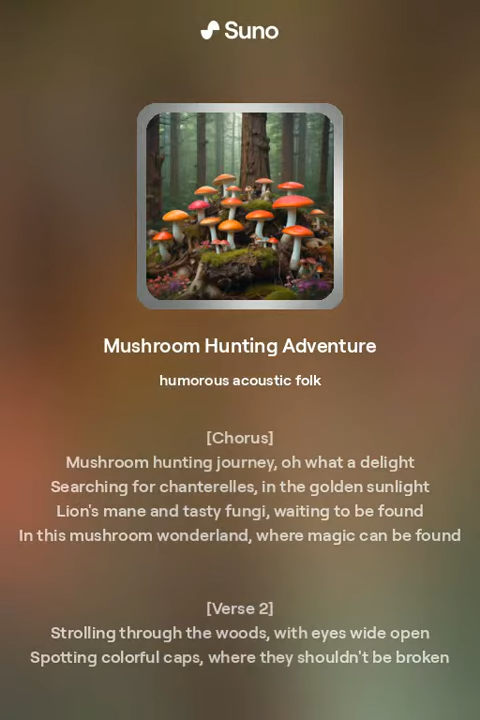 Suno
Mushroom Hunting Adventure
humorous acoustic folk
[Chorus]
Mushroom hunting journey, oh what a delight
Searching for chanterelles, in the golden sunlight
Lion's mane and tasty fungi, waiting to be found
In this mushroom wonderland, where magic can be found
[Verse 2]
Strolling through the woods, with eyes wide open
Spotting colorful caps, where they shouldn't be broken